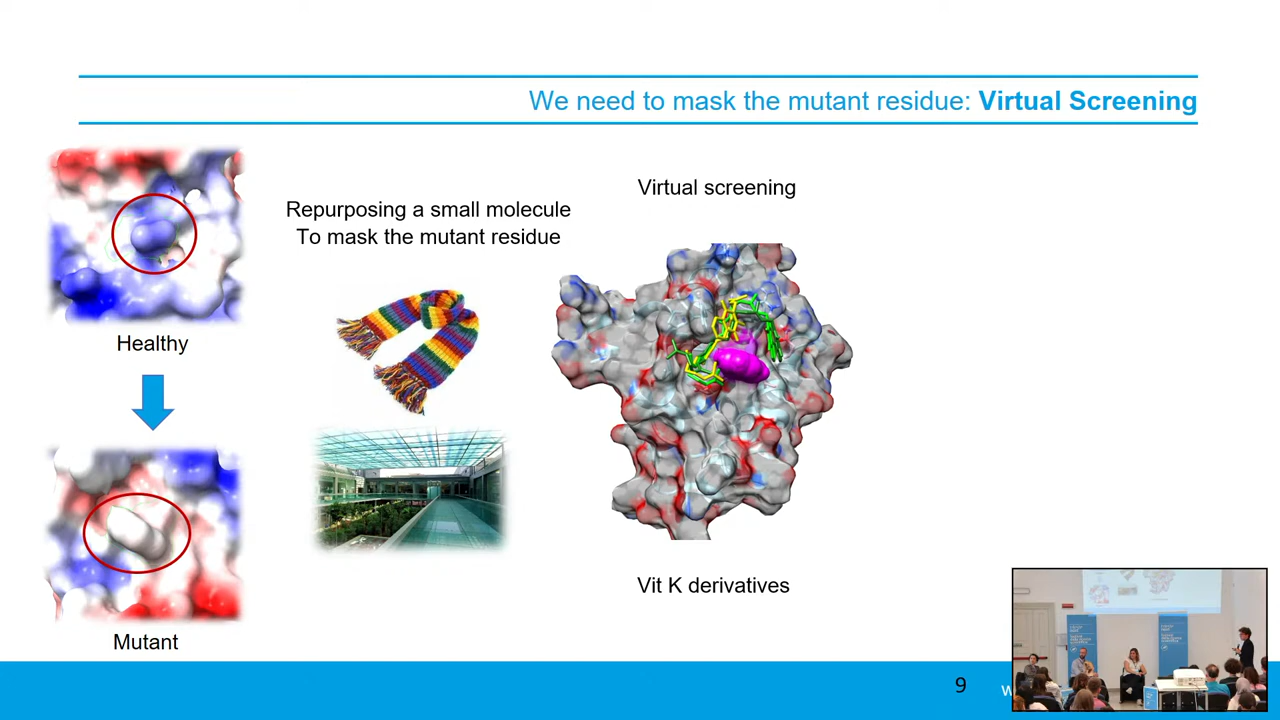 We need to mask the mutant residue: Virtual Screening
Healthy
Mutant
Repurposing a small molecule
To mask the mutant residue
Virtual screening
Vit K derivatives
9
w